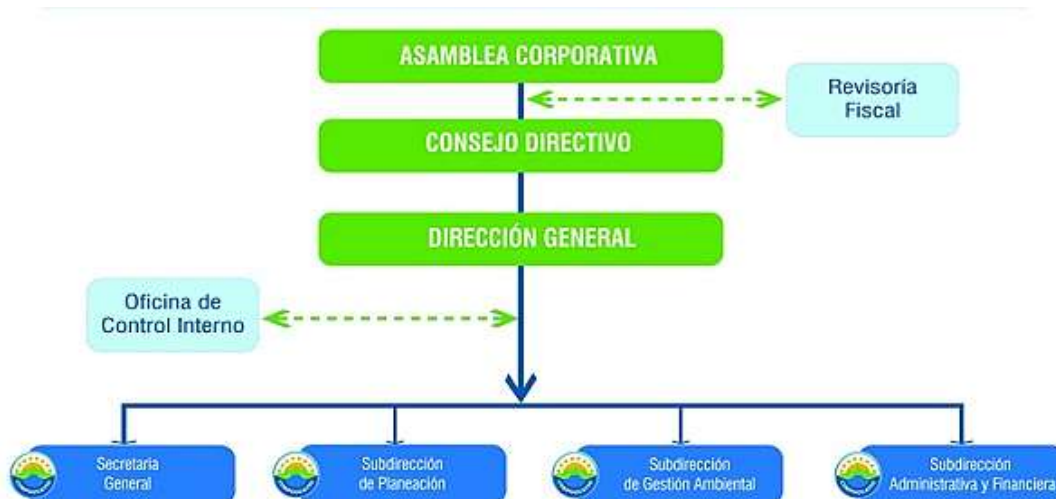 ASAMBLEA CORPORATIVA
Revisoría
Fiscal
CONSEJO DIRECTIVO
DIRECCIÓN GENERAL
Oficina de
Control Interno
Secretaria
General
Subdirección
de Planeación
Subdirección
de Gestión Ambiental
Subdirección
Administrativa y Financiera